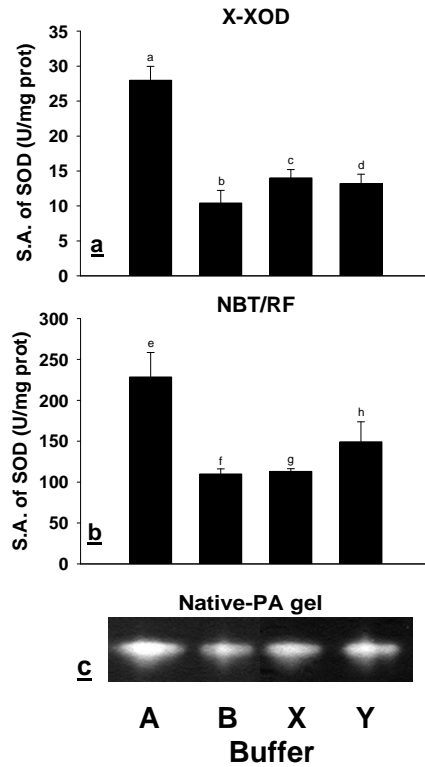 X-XOD
S.A. of SOD (U/mg prot)
35
30
25
20
15
10
5
0
a
b
c
d
a
NBT/RF
S.A. of SOD (U/mg prot)
300
250
200
150
100
50
0
e
f
g
h
b
Native-PA gel
c
A B X Y
Buffer